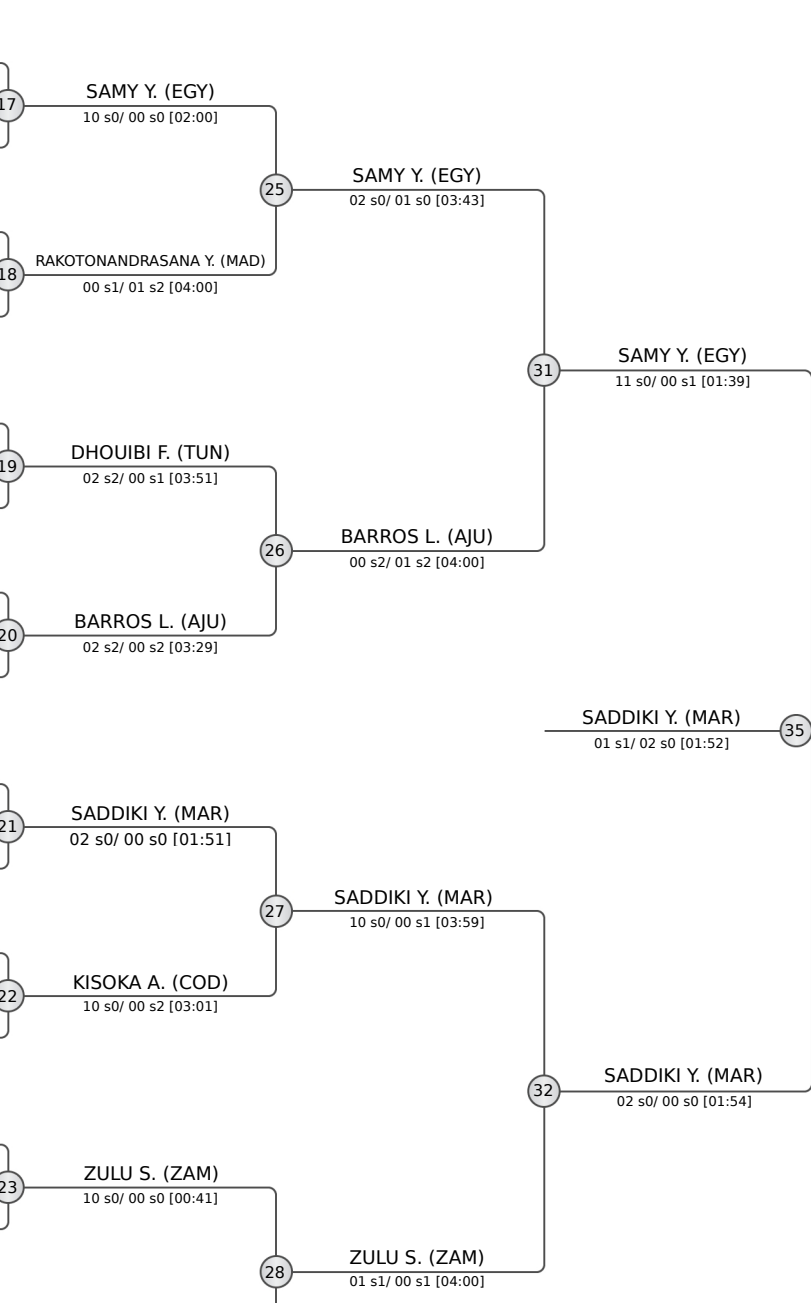 SAMY Y. (EGY)
17
10 s0/ 00 s0 [02:00]
SAMY Y. (EGY)
25
02 s0/ 01 s0 [03:43]
RAKOTONANDRASANA Y. (MAD)
18
00 s1/ 01 s2 [04:00]
SAMY Y. (EGY)
31
11 s0/ 00 s1 [01:39]
DHOUIBI F. (TUN)
19
02 s2/ 00 s1 [03:51]
BARROS L. (AJU)
26
00 s2/ 01 s2 [04:00]
BARROS L. (AJU)
20
02 s2/ 00 s2 [03:29]
SADDIKI Y. (MAR)
35
01 s1/ 02 s0 [01:52]
SADDIKI Y. (MAR)
21
02 s0/ 00 s0 [01:51]
SADDIKI Y. (MAR)
27
10 s0/ 00 s1 [03:59]
KISOKA A. (COD)
22
10 s0/ 00 s2 [03:01]
SADDIKI Y. (MAR)
32
02 s0/ 00 s0 [01:54]
ZULU S. (ZAM)
23
10 s0/ 00 s0 [00:41]
ZULU S. (ZAM)
28
01 s1/ 00 s1 [04:00]